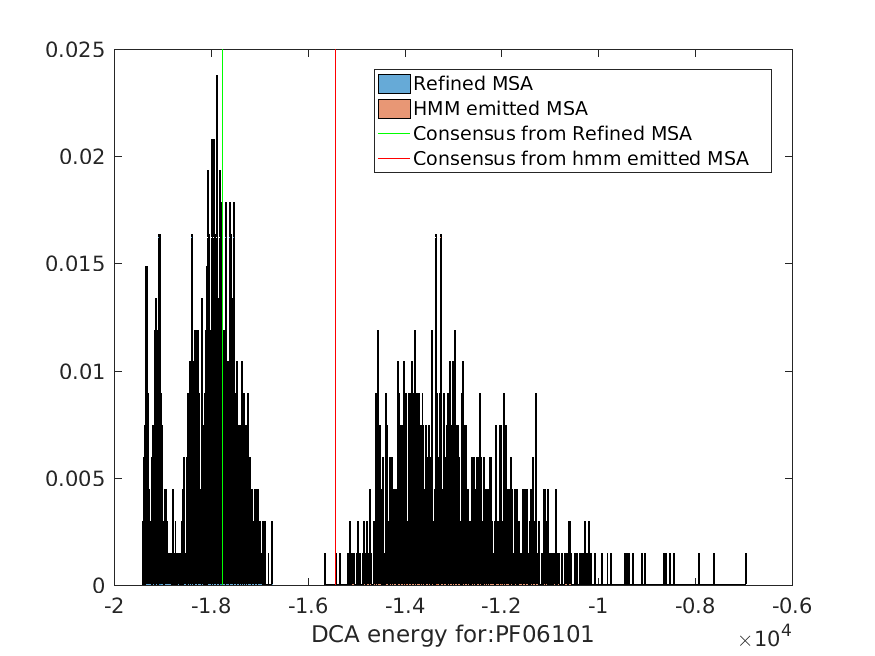 0.025
0.02
0.015
0.01
0.005
0
Refined MSA
HMM emitted MSA
Consensus from Refined MSA
Consensus from hmm emitted MSA
-2 -1.8 -1.6 -1.4 -1.2 -1 -0.8 -0.6
DCA energy for:PF06101
×10^4